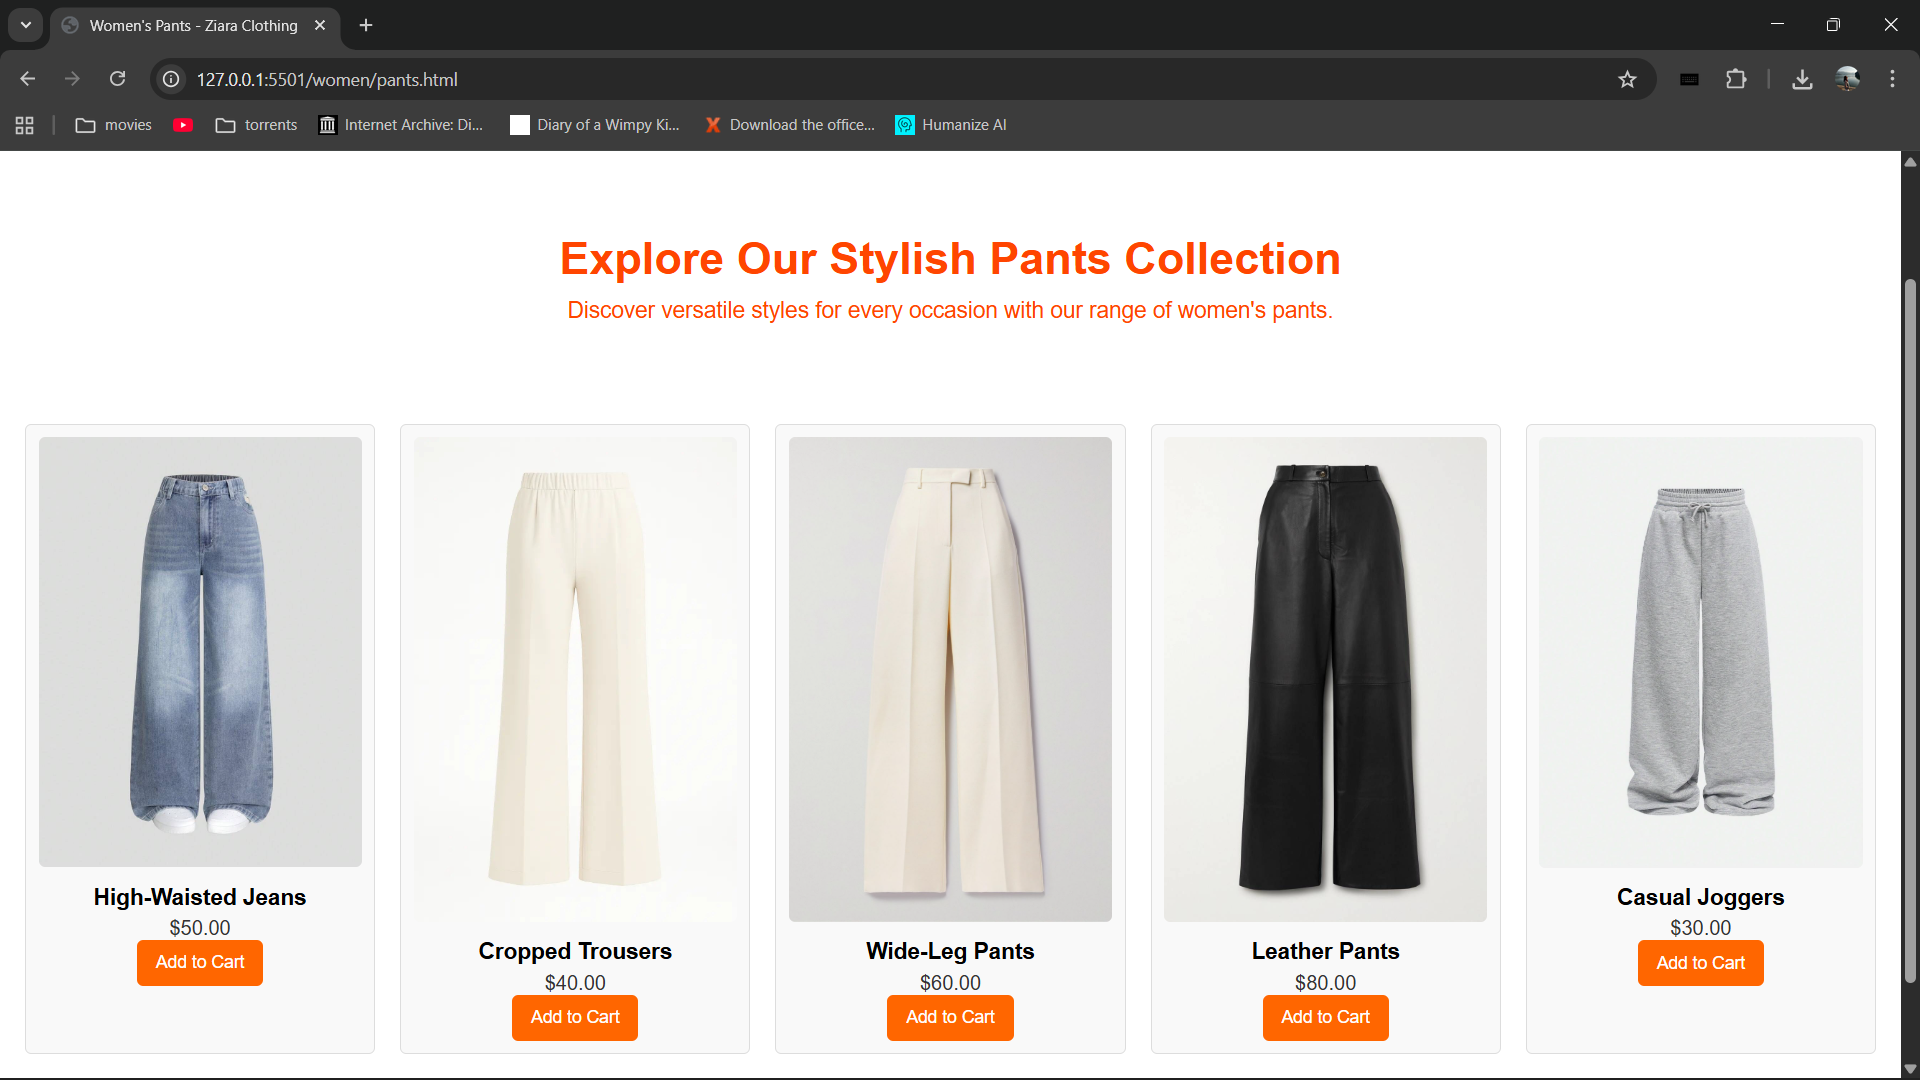 Women's Pants - Ziara Clothing
127.0.0.1:5501/women/pants.html
movies
torrents
Internet Archive: Di...
Diary of a Wimpy Ki...
Download the office...
Humanize AI
Explore Our Stylish Pants Collection
Discover versatile styles for every occasion with our range of women's pants.
High-Waisted Jeans
$50.00
Add to Cart
Cropped Trousers
$40.00
Add to Cart
Wide-Leg Pants
$60.00
Add to Cart
Leather Pants
$80.00
Add to Cart
Casual Joggers
$30.00
Add to Cart